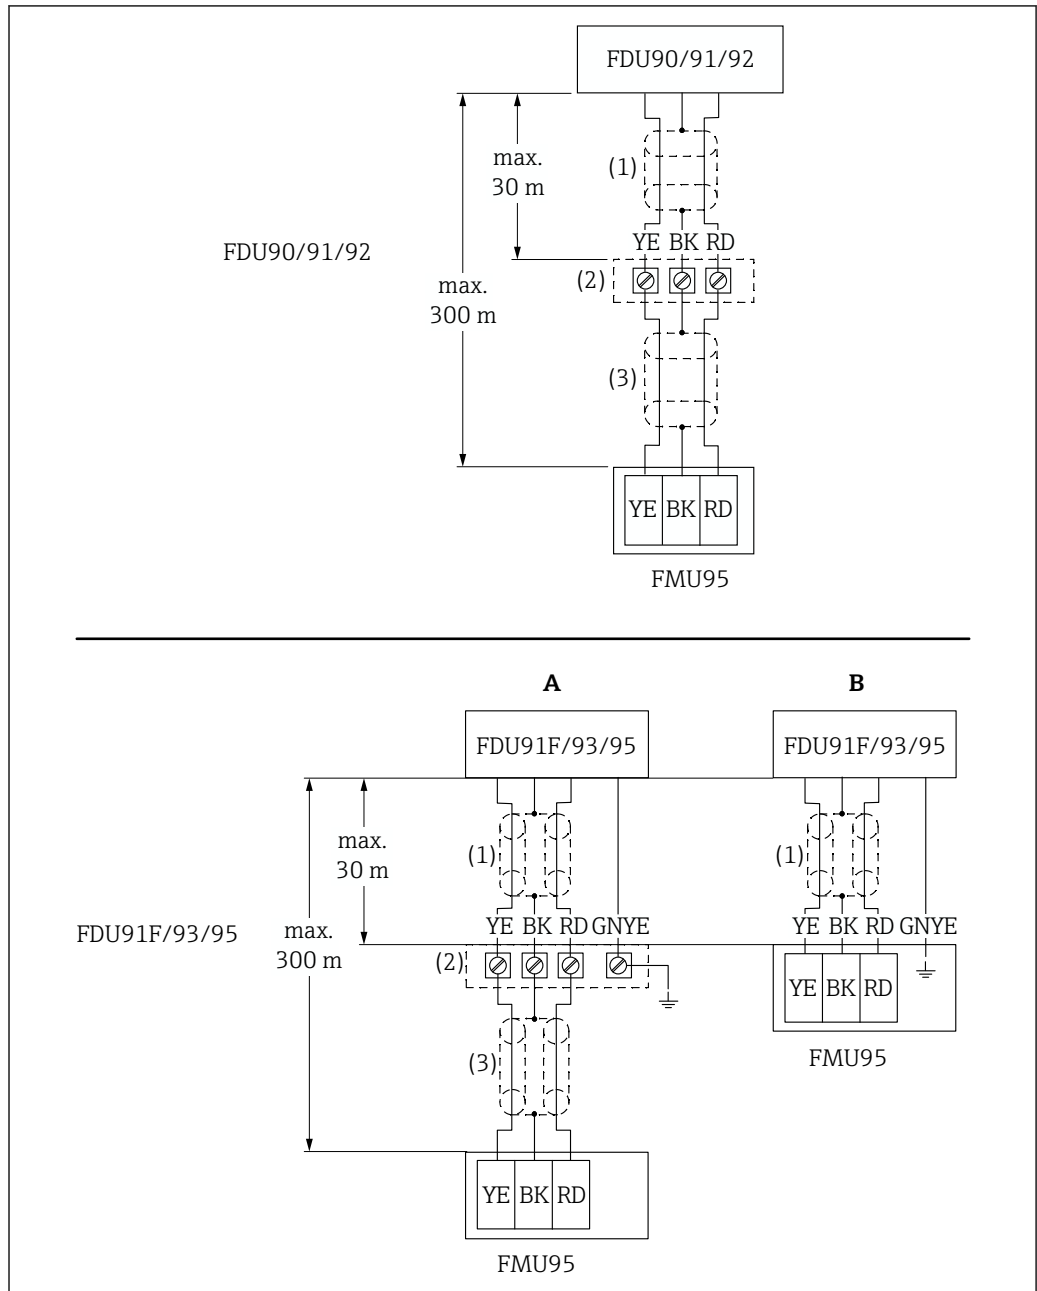 FDU90/91/92
max.
30 m
(1)
YE BK RD
FDU90/91/92
max.
300 m
(2)
(3)
YE BK RD
FMU95
A B
FDU91F/93/95 FDU91F/93/95
max.
30 m
(1) (1)
YE BK RD GNYE YE BK RD GNYE
FDU91F/93/95
max.
300 m
(2)
YE BK RD
FMU95
(3)
YE BK RD
FMU95